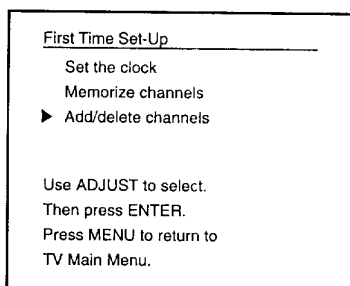 First Time Set-Up
Set the clock
Memorize channels
▶ Add/delete channels
Use ADJUST to select.
Then press ENTER.
Press MENU to return to
TV Main Menu.